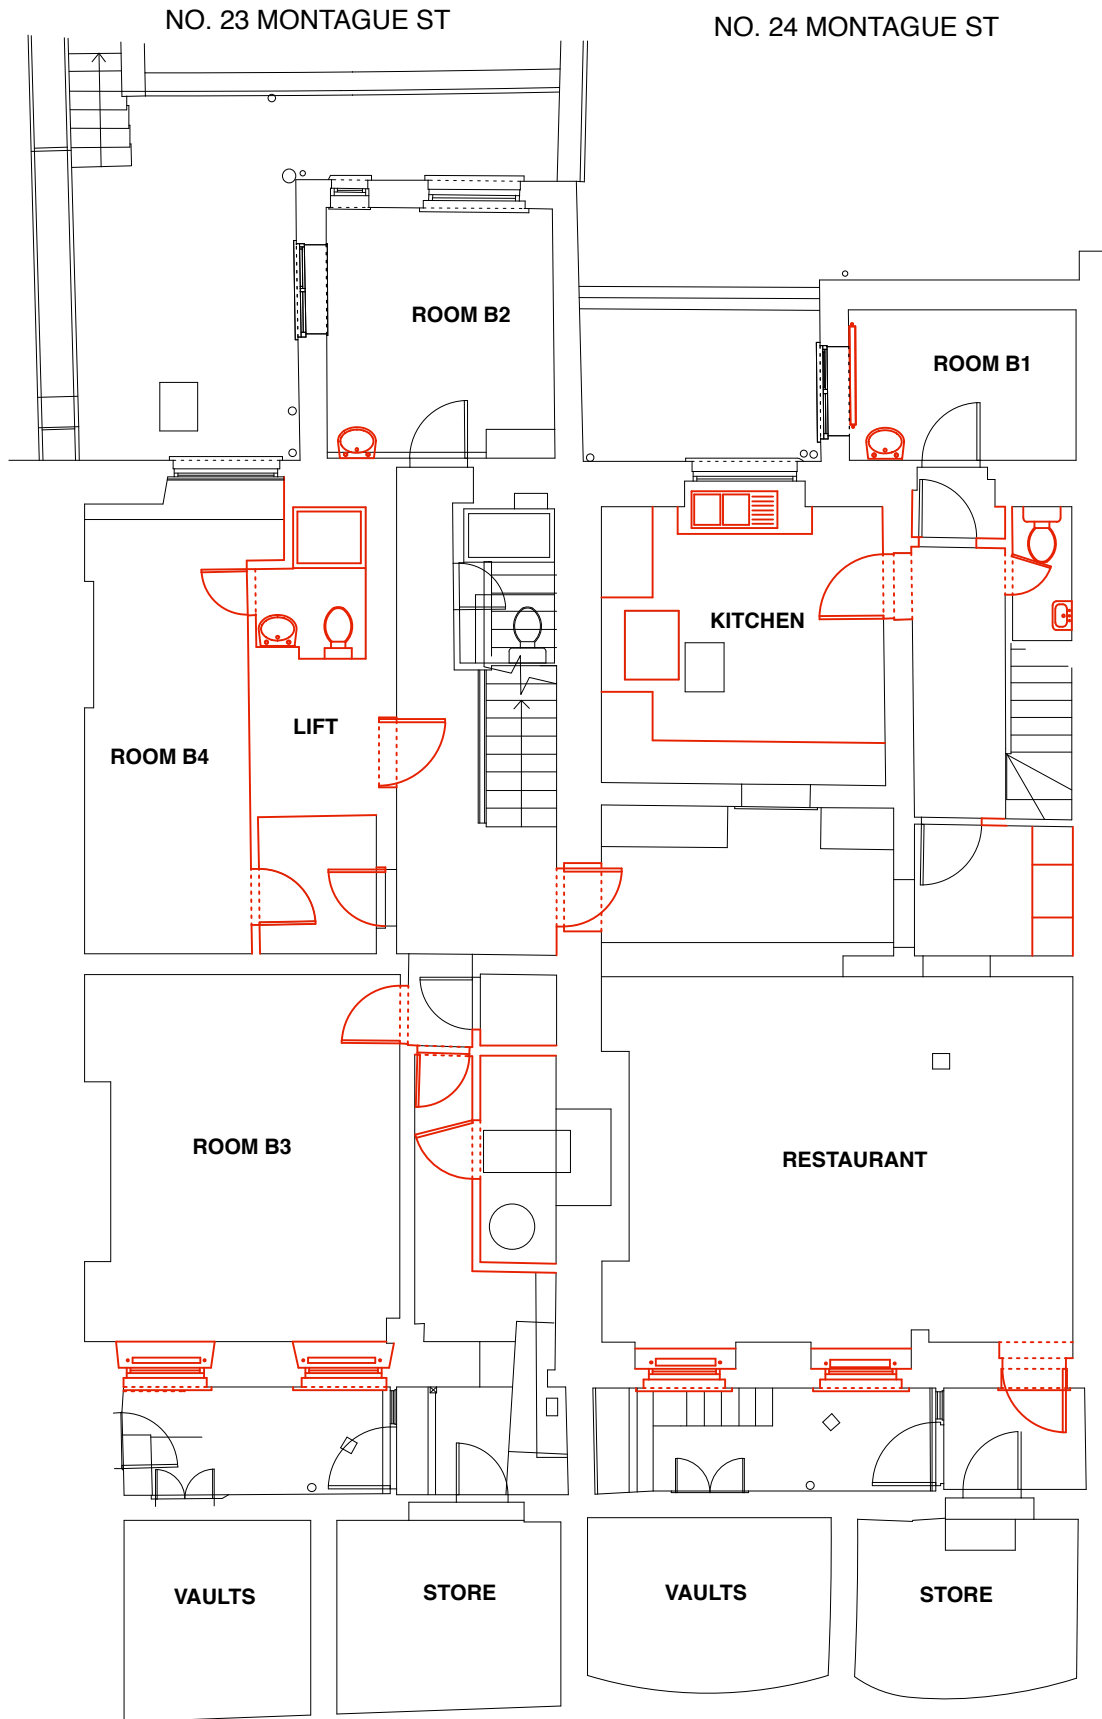 NO. 23 MONTAGUE ST
NO. 24 MONTAGUE ST
ROOM B2
ROOM B1
KITCHEN
LIFT
ROOM B4
ROOM B3
RESTAURANT
VAULTS
STORE
VAULTS
STORE